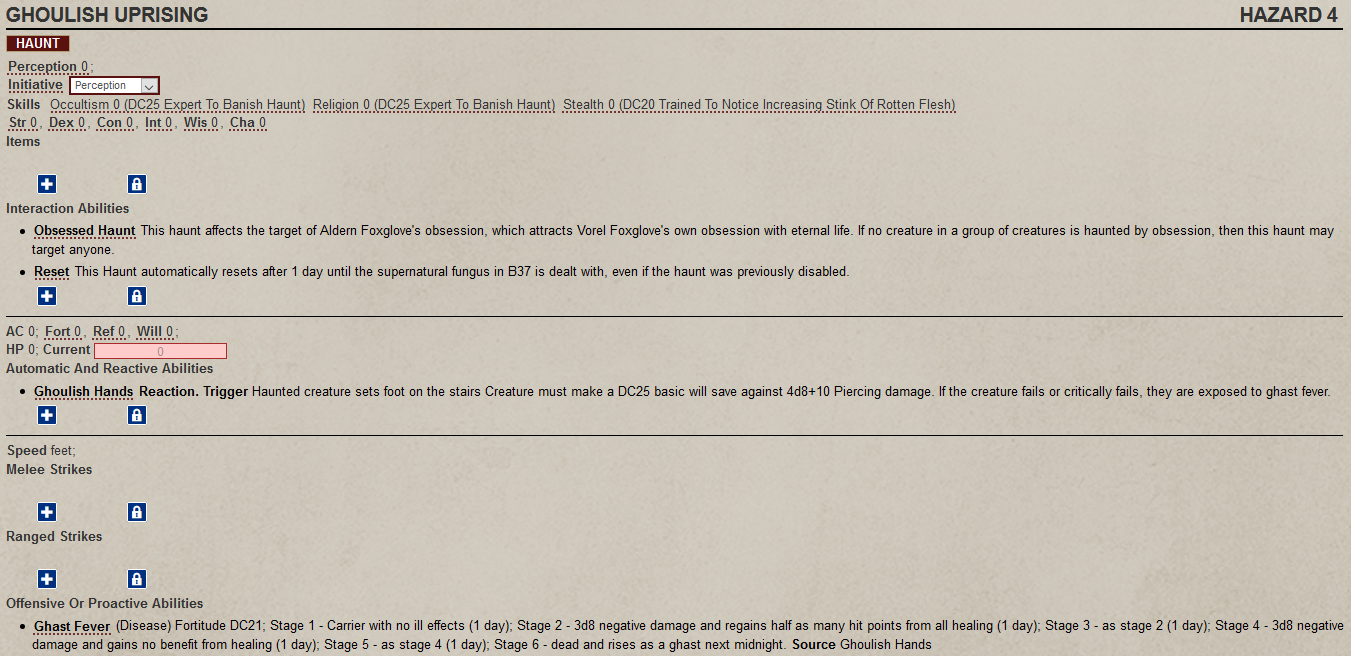 GHOULISH UPRISING HAZARD 4
HAUNT
Perception 0;
Initiative Perception
Skills Occultism 0 (DC25 Expert To Banish Haunt) Religion 0 (DC25 Expert To Banish Haunt) Stealth 0 (DC20 Trained To Notice Increasing Stink Of Rotten Flesh)
Str 0, Dex 0, Con 0, Int 0, Wis 0, Cha 0
Items
Interaction Abilities
• Obsessed Haunt This haunt affects the target of Aldern Foxglove's obsession, which attracts Vorel Foxglove's own obsession with eternal life. If no creature in a group of creatures is haunted by obsession, then this haunt may
target anyone.
• Reset This Haunt automatically resets after 1 day until the supernatural fungus in B37 is dealt with, even if the haunt was previously disabled.
AC 0; Fort 0, Ref 0, Will 0;
HP 0; Current 0
Automatic And Reactive Abilities
• Ghoulish Hands Reaction. Trigger Haunted creature sets foot on the stairs Creature must make a DC25 basic will save against 4d8+10 Piercing damage. If the creature fails or critically fails, they are exposed to ghast fever.
Speed feet;
Melee Strikes
Ranged Strikes
Offensive Or Proactive Abilities
• Ghast Fever (Disease) Fortitude DC21; Stage 1 - Carrier with no ill effects (1 day); Stage 2 - 3d8 negative damage and regains half as many hit points from all healing (1 day); Stage 3 - as stage 2 (1 day); Stage 4 - 3d8 negative
damage and gains no benefit from healing (1 day); Stage 5 - as stage 4 (1 day); Stage 6 - dead and rises as a ghast next midnight. Source Ghoulish Hands